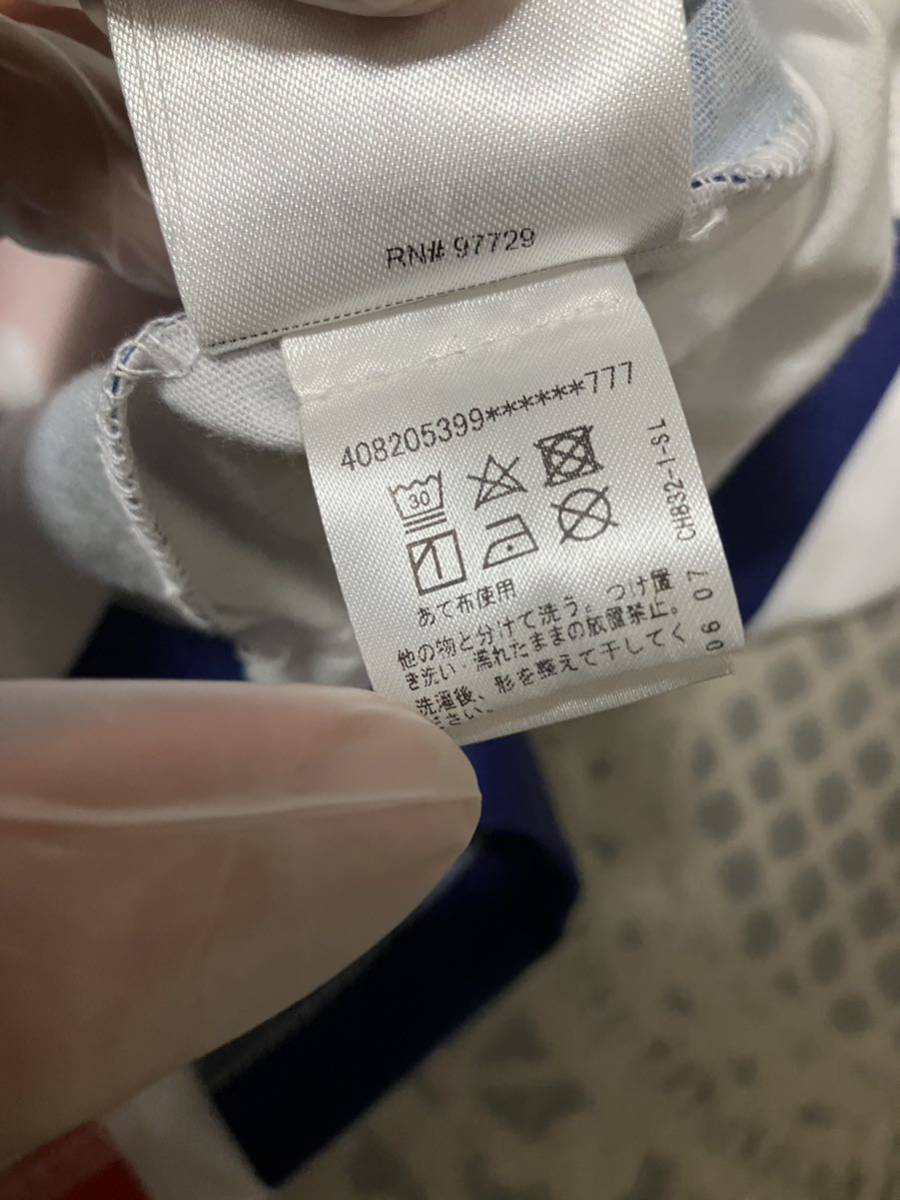 RN# 97729
408205399******777
30
あて布使用
他の物と分けて洗う。つけ置
き洗い・濡れたままの放置禁止。
洗濯後、形を整えて干してく
ださい。
CH832-1-SL
06 07